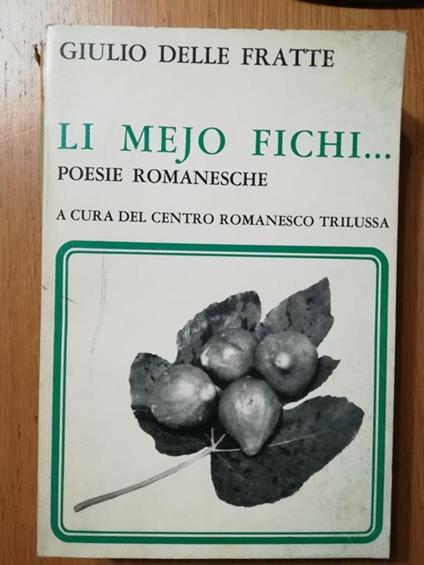 GIULIO DELLE FRATTE
LI MEJO FICHI...
POESIE ROMANESCHE
A CURA DEL CENTRO ROMANESCO TRILUSSA